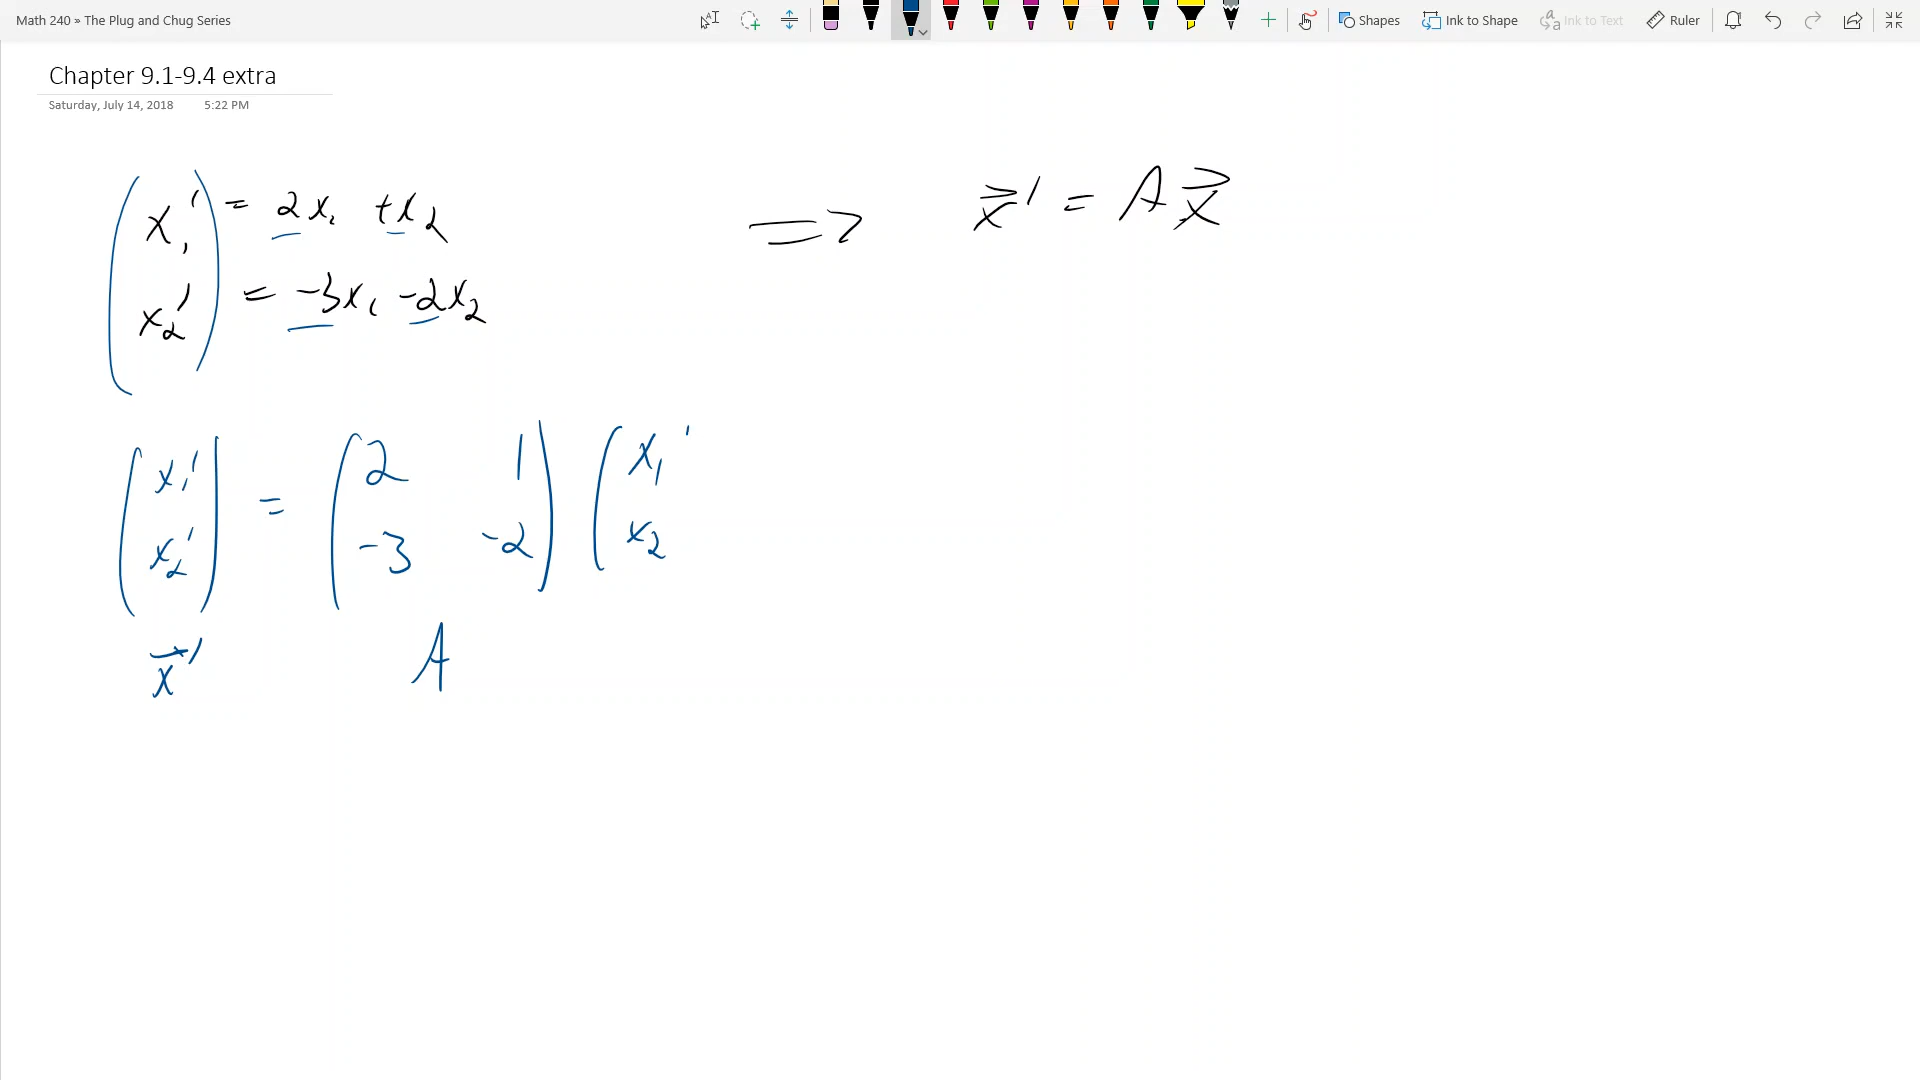 Math 240 » The Plug and Chug Series
Shapes
Ink to Shape
Ink to Text
Ruler
Chapter 9.1-9.4 extra
Saturday, July 14, 2018 5:22 PM
x₁' = 2x₁ + x₂
x₂' = -3x₁ -2x₂
=> x⃗' = A x⃗
( x₁' ) = ( 2 1 ) ( x₁ '
( x₂' ) ( -3 -2 ) ( x₂
x⃗' A